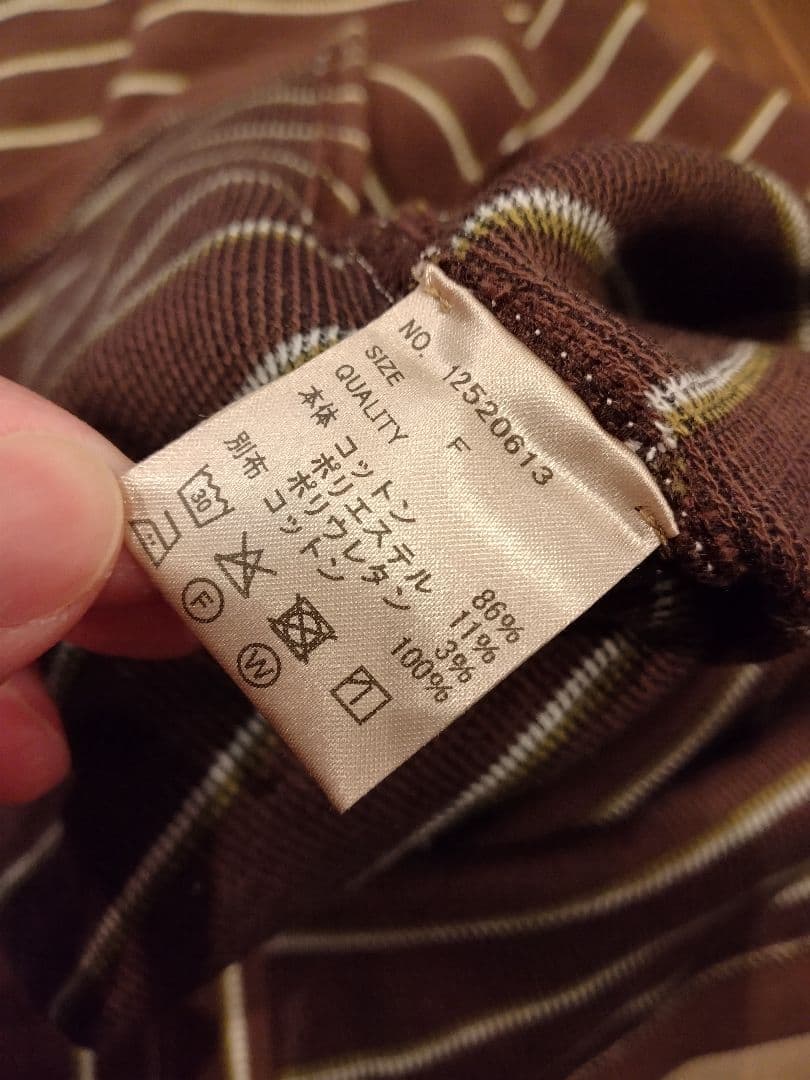 NO. 12520613
SIZE F
QUALITY
本体 コットン 86%
ポリエステル 11%
ポリウレタン 3%
別布 コットン 100%
30
F
W